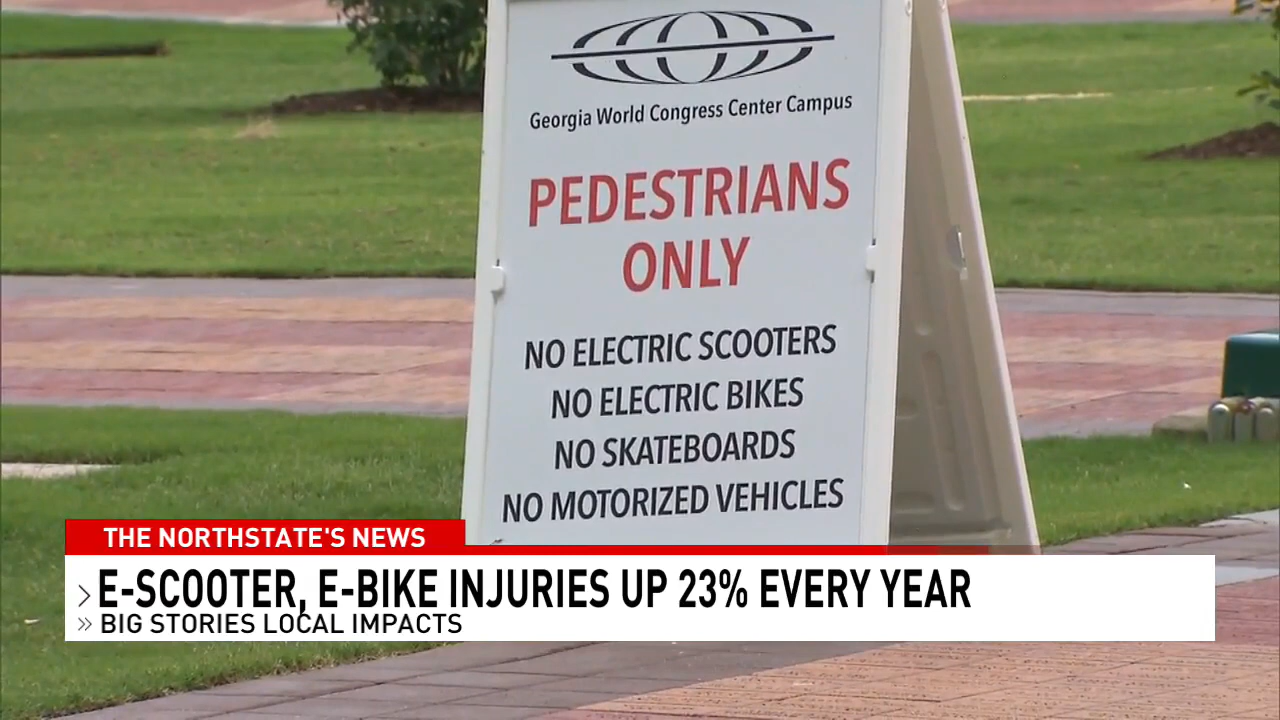 Georgia World Congress Center Campus
PEDESTRIANS
ONLY
NO ELECTRIC SCOOTERS
NO ELECTRIC BIKES
NO SKATEBOARDS
NO MOTORIZED VEHICLES
THE NORTHSTATE'S NEWS
› E-SCOOTER, E-BIKE INJURIES UP 23% EVERY YEAR
» BIG STORIES LOCAL IMPACTS